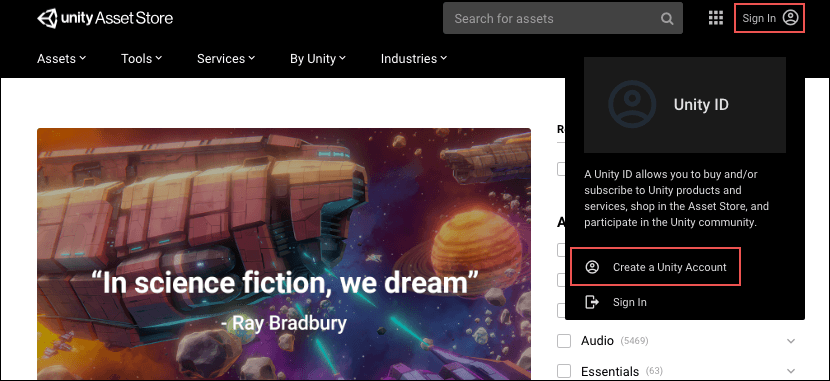 unity Asset Store
Search for assets
Sign In
Assets
Tools
Services
By Unity
Industries
Unity ID
A Unity ID allows you to buy and/or
subscribe to Unity products and
services, shop in the Asset Store, and
participate in the Unity community.
Create a Unity Account
Sign In
“In science fiction, we dream”
- Ray Bradbury
Audio (5469)
Essentials (63)